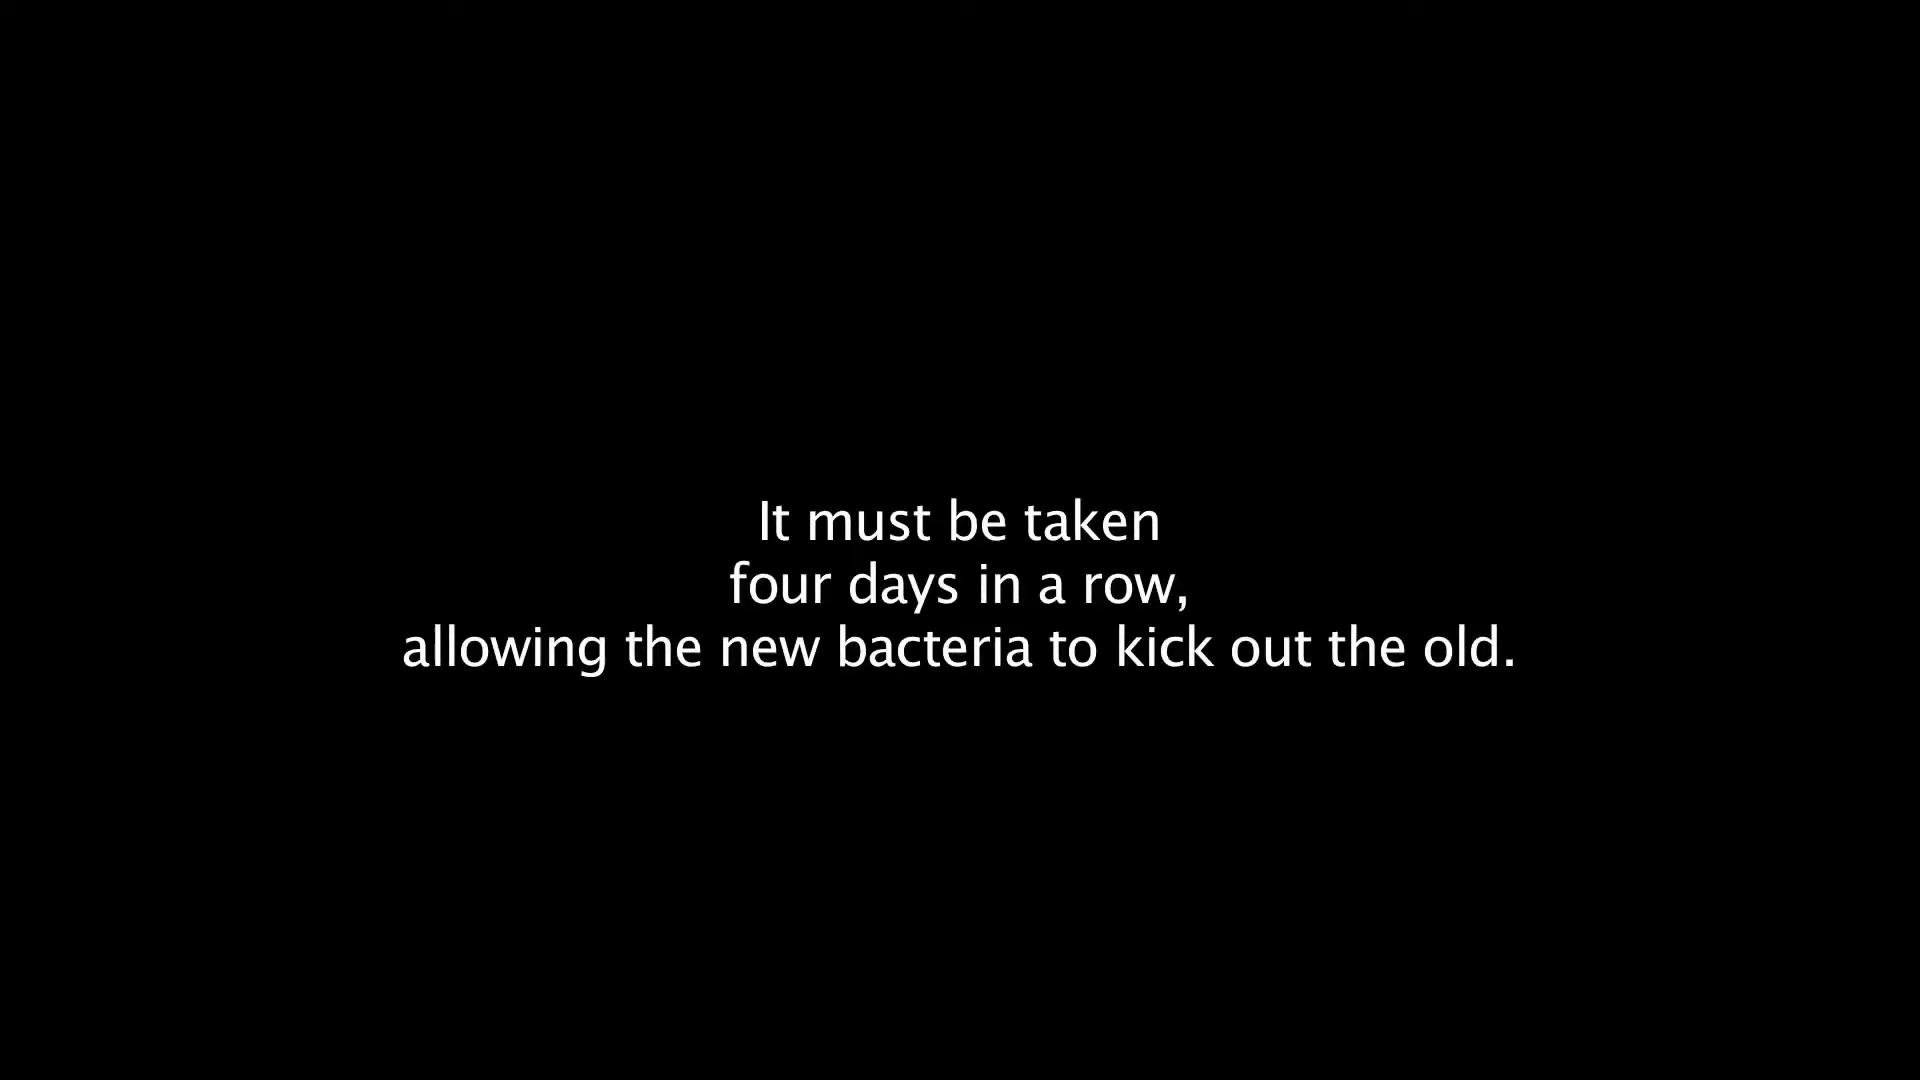 It must be taken
four days in a row,
allowing the new bacteria to kick out the old.